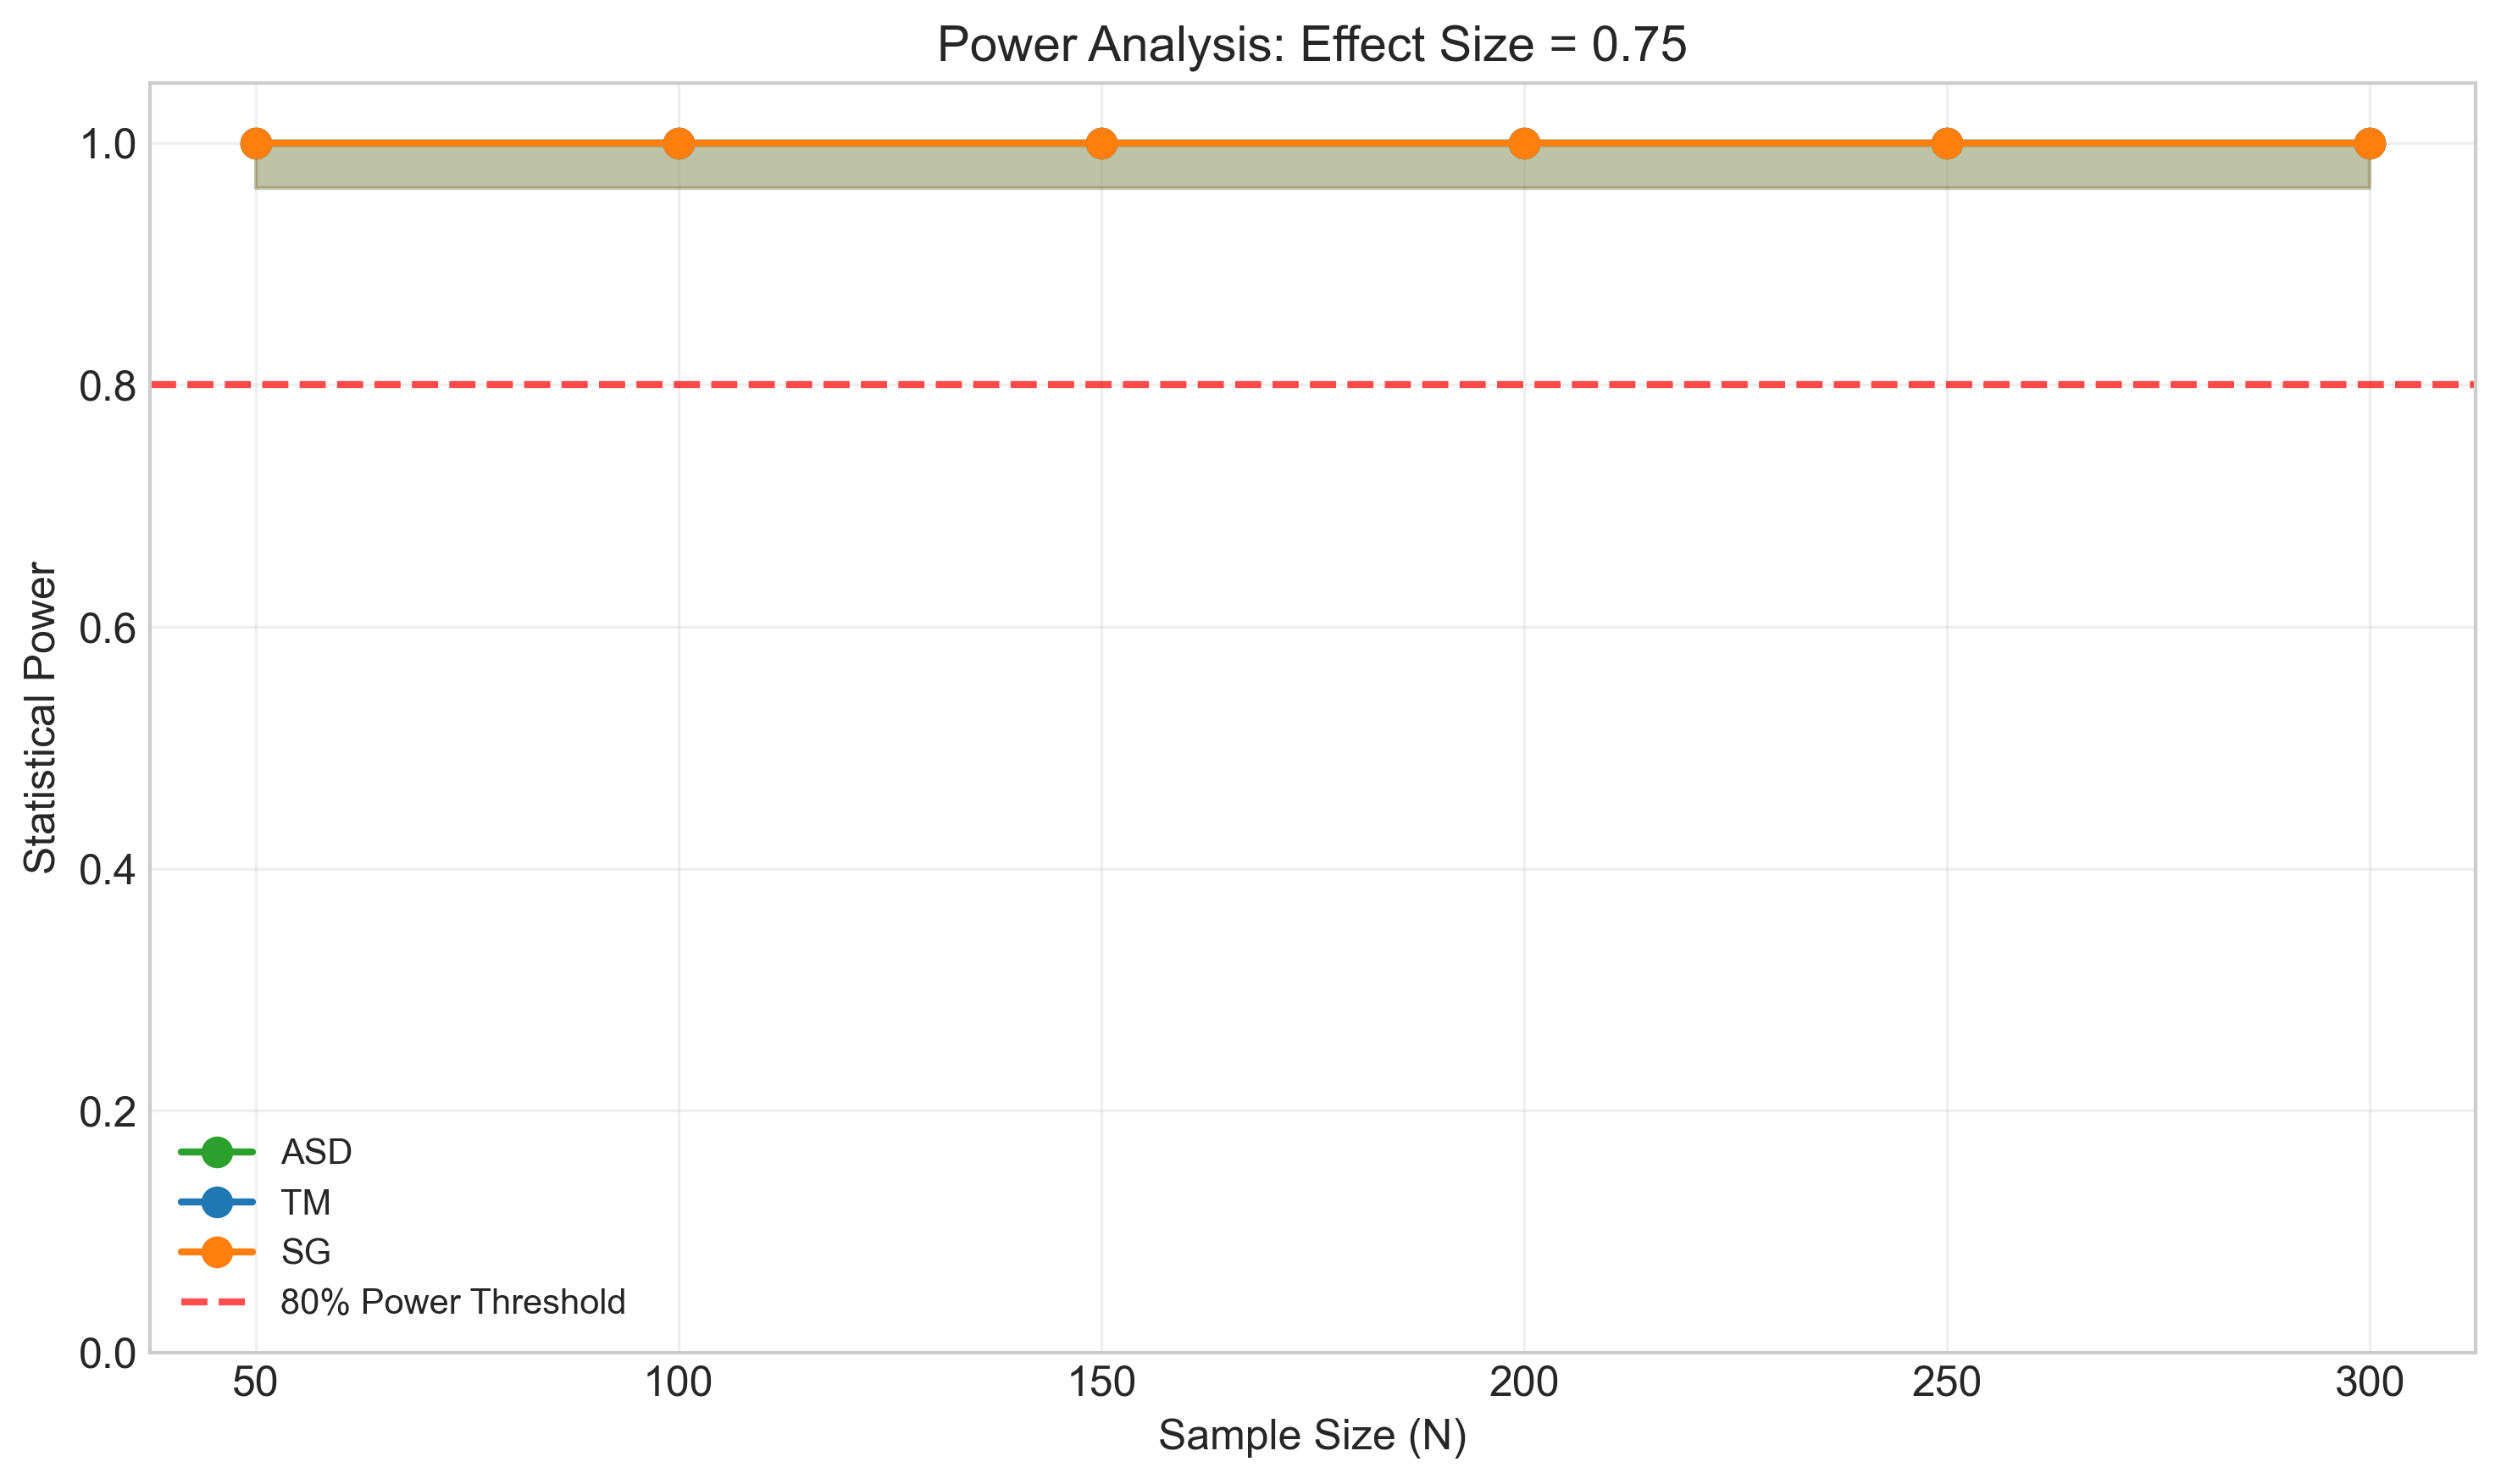 Power Analysis: Effect Size = 0.75
Statistical Power
1.0
0.8
0.6
0.4
0.2
0.0
ASD
TM
SG
80% Power Threshold
50 100 150 200 250 300
Sample Size (N)